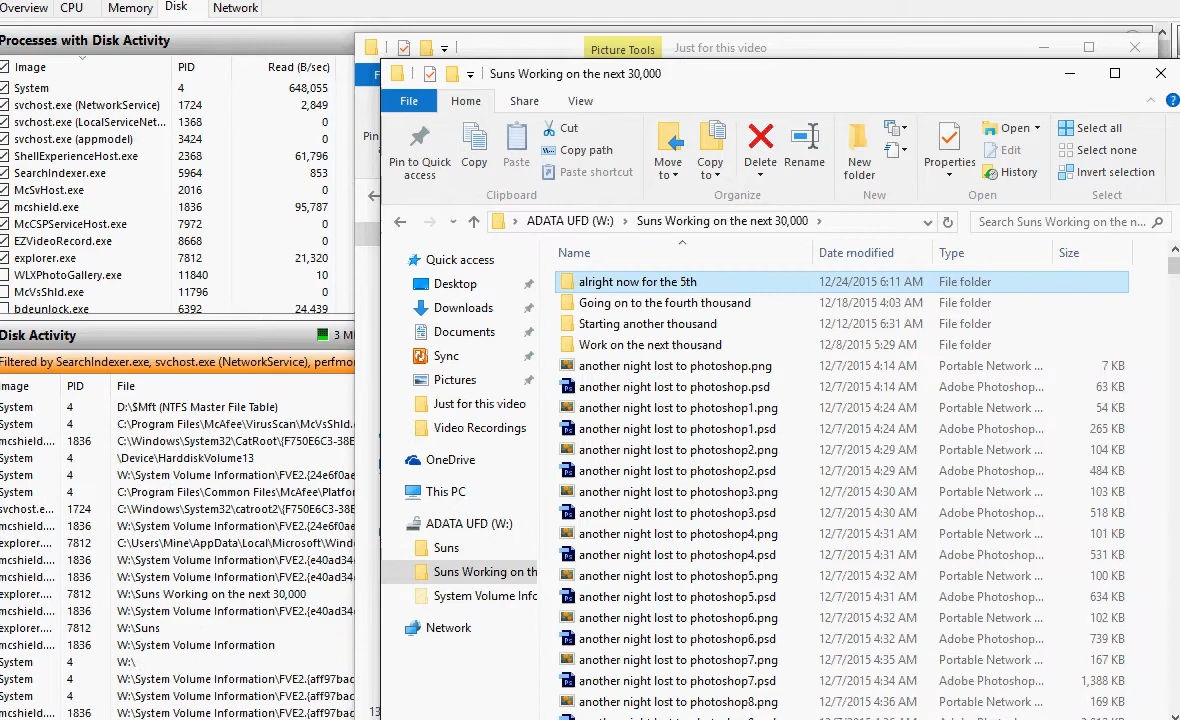 Overview CPU Memory Disk Network
Processes with Disk Activity
Image PID Read (B/sec)
System 4 648,055
svchost.exe (NetworkService) 1724 2,849
svchost.exe (LocalServiceNet... 1368 0
svchost.exe (appmodel) 3424 0
ShellExperienceHost.exe 2368 61,796
SearchIndexer.exe 5964 853
McSvHost.exe 2016 0
mcshield.exe 1836 95,787
McCSPServiceHost.exe 7972 0
EZVideoRecord.exe 8668 0
explorer.exe 7812 21,320
WLXPhotoGallery.exe 11840 10
McVsShld.exe 11796 0
bdeunlock.exe 6392 24,439
Disk Activity 3 M
Filtered by SearchIndexer.exe, svchost.exe (NetworkService), perfmo
Image PID File
System 4 D:\$Mft (NTFS Master File Table)
System 4 C:\Program Files\McAfee\VirusScan\McVsShld.
mcshield.... 1836 C:\Windows\System32\CatRoot\{F750E6C3-38E
System 4 \Device\HarddiskVolume13
System 4 W:\System Volume Information\FVE2.{24e6f0ae
System 4 C:\Program Files\Common Files\McAfee\Platfo
svchost.e... 1724 C:\Windows\System32\catroot2\{F750E6C3-38E
mcshield.... 1836 W:\System Volume Information\FVE2.{24e6f0ae
explorer.... 7812 C:\Users\Mine\AppData\Local\Microsoft\Wind
mcshield.... 1836 W:\System Volume Information\FVE2.{e40ad34
mcshield.... 1836 W:\System Volume Information\FVE2.{e40ad34
explorer.... 7812 W:\Suns Working on the next 30,000
mcshield.... 1836 W:\System Volume Information\FVE2.{e40ad34
explorer.... 7812 W:\Suns
mcshield.... 1836 W:\System Volume Information
System 4 W:\
System 4 W:\System Volume Information\FVE2.{aff97bac
System 4 W:\System Volume Information\FVE2.{aff97bac
mcshield.... 1836 W:\System Volume Information\FVE2.{aff97bac
Picture Tools Just for this video
F
Pin
13
Suns Working on the next 30,000
File Home Share View
Pin to Quick access
Copy
Paste
Cut
Copy path
Paste shortcut
Clipboard
Move to
Copy to
Delete
Rename
Organize
New folder
New
Properties
Open
Edit
History
Open
Select all
Select none
Invert selection
Select
ADATA UFD (W:) Suns Working on the next 30,000
Search Suns Working on the n...
Quick access
Desktop
Downloads
Documents
Sync
Pictures
Just for this video
Video Recordings
OneDrive
This PC
ADATA UFD (W:)
Suns
Suns Working on th
System Volume Info
Network
Name Date modified Type Size
alright now for the 5th 12/24/2015 6:11 AM File folder
Going on to the fourth thousand 12/18/2015 4:03 AM File folder
Starting another thousand 12/12/2015 6:31 AM File folder
Work on the next thousand 12/8/2015 5:29 AM File folder
another night lost to photoshop.png 12/7/2015 4:14 AM Portable Network ... 7 KB
another night lost to photoshop.psd 12/7/2015 4:14 AM Adobe Photoshop... 63 KB
another night lost to photoshop1.png 12/7/2015 4:24 AM Portable Network ... 54 KB
another night lost to photoshop1.psd 12/7/2015 4:24 AM Adobe Photoshop... 265 KB
another night lost to photoshop2.png 12/7/2015 4:29 AM Portable Network ... 104 KB
another night lost to photoshop2.psd 12/7/2015 4:29 AM Adobe Photoshop... 484 KB
another night lost to photoshop3.png 12/7/2015 4:30 AM Portable Network ... 103 KB
another night lost to photoshop3.psd 12/7/2015 4:30 AM Adobe Photoshop... 518 KB
another night lost to photoshop4.png 12/7/2015 4:31 AM Portable Network ... 101 KB
another night lost to photoshop4.psd 12/7/2015 4:31 AM Adobe Photoshop... 531 KB
another night lost to photoshop5.png 12/7/2015 4:32 AM Portable Network ... 100 KB
another night lost to photoshop5.psd 12/7/2015 4:31 AM Adobe Photoshop... 634 KB
another night lost to photoshop6.png 12/7/2015 4:32 AM Portable Network ... 102 KB
another night lost to photoshop6.psd 12/7/2015 4:32 AM Adobe Photoshop... 739 KB
another night lost to photoshop7.png 12/7/2015 4:35 AM Portable Network ... 167 KB
another night lost to photoshop7.psd 12/7/2015 4:34 AM Adobe Photoshop... 1,388 KB
another night lost to photoshop8.png 12/7/2015 4:36 AM Portable Network ... 169 KB